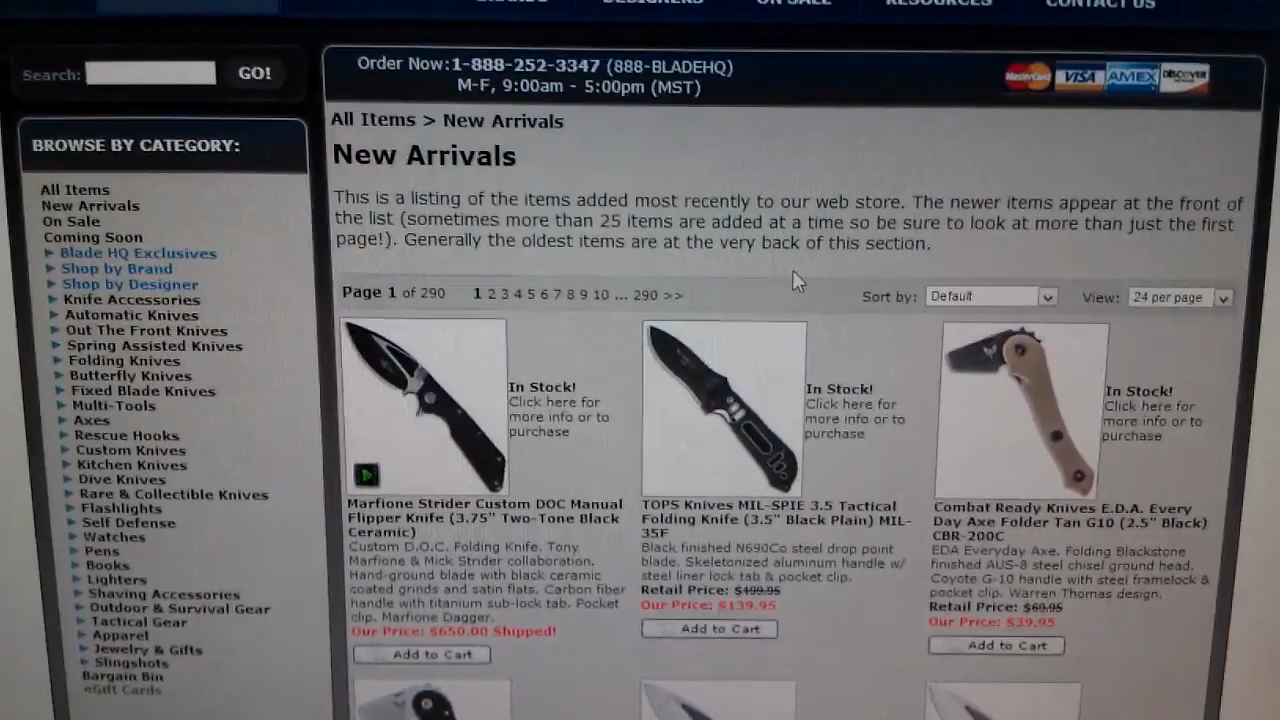 DESIGNERS
ON SALE
RESOURCES
CONTACT US
Search:
GO!
Order Now:1-888-252-3347 (888-BLADEHQ)
M-F, 9:00am - 5:00pm (MST)
MasterCard
VISA
AMEX
DISCOVER
BROWSE BY CATEGORY:
All Items
New Arrivals
On Sale
Coming Soon
Blade HQ Exclusives
Shop by Brand
Shop by Designer
Knife Accessories
Automatic Knives
Out The Front Knives
Spring Assisted Knives
Folding Knives
Butterfly Knives
Fixed Blade Knives
Multi-Tools
Axes
Rescue Hooks
Custom Knives
Kitchen Knives
Dive Knives
Rare & Collectible Knives
Flashlights
Self Defense
Watches
Pens
Books
Lighters
Shaving Accessories
Outdoor & Survival Gear
Tactical Gear
Apparel
Jewelry & Gifts
Slingshots
Bargain Bin
eGift Cards
All Items > New Arrivals
New Arrivals
This is a listing of the items added most recently to our web store. The newer items appear at the front of
the list (sometimes more than 25 items are added at a time so be sure to look at more than just the first
page!). Generally the oldest items are at the very back of this section.
Page 1 of 290 1 2 3 4 5 6 7 8 9 10 ... 290 >>
Sort by: Default
View: 24 per page
In Stock!
Click here for
more info or to
purchase
Marfione Strider Custom DOC Manual
Flipper Knife (3.75" Two-Tone Black
Ceramic)
Custom D.O.C. Folding Knife. Tony
Marfione & Mick Strider collaboration.
Hand-ground blade with black ceramic
coated grinds and satin flats. Carbon fiber
handle with titanium sub-lock tab. Pocket
clip. Marfione Dagger.
Our Price: $650.00 Shipped!
Add to Cart
In Stock!
Click here for
more info or to
purchase
TOPS Knives MIL-SPIE 3.5 Tactical
Folding Knife (3.5" Black Plain) MIL-
35F
Black finished N690Co steel drop point
blade. Skeletonized aluminum handle w/
steel liner lock tab & pocket clip.
Retail Price: $199.95
Our Price: $139.95
Add to Cart
In Stock!
Click here for
more info or to
purchase
Combat Ready Knives E.D.A. Every
Day Axe Folder Tan G10 (2.5" Black)
CBR-200C
EDA Everyday Axe. Folding Blackstone
finished AUS-8 steel chisel ground head.
Coyote G-10 handle with steel framelock &
pocket clip. Warren Thomas design.
Retail Price: $69.95
Our Price: $39.95
Add to Cart